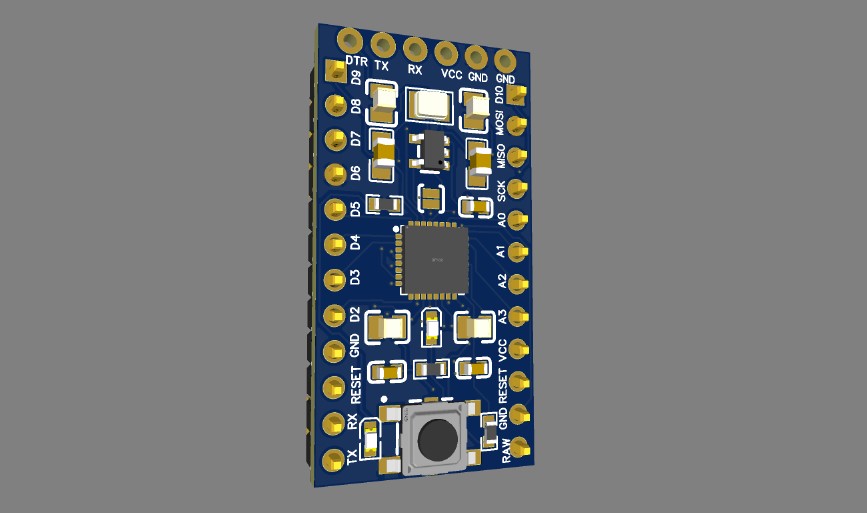 DTR TX RX VCC GND GND
D9
D8
D7
D6
D5
D4
D3
D2
GND
RESET
RX
TX
D10
MOSI
MISO
SCK
A0
A1
A2
A3
VCC
RESET
GND
RAW